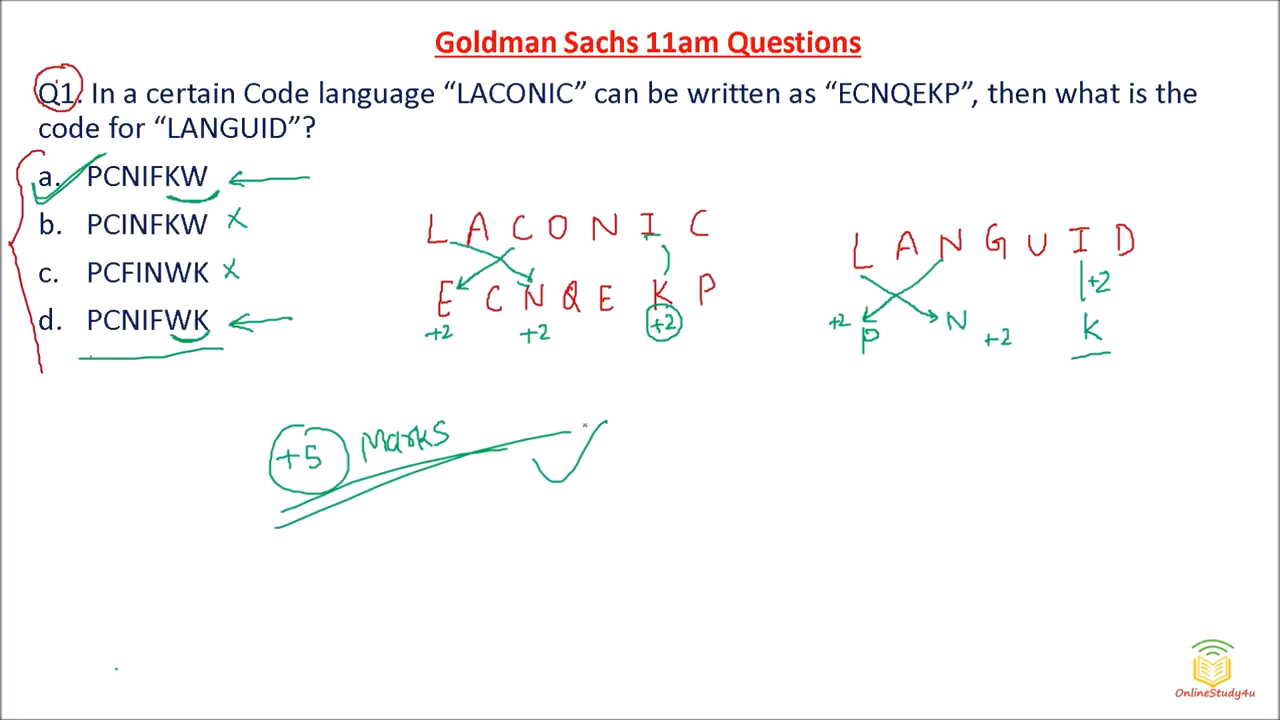 Goldman Sachs 11am Questions
Q1. In a certain Code language “LACONIC” can be written as “ECNQEKP”, then what is the
code for “LANGUID”?
a. PCNIFKW
b. PCINFKW
c. PCFINWK
d. PCNIFWK
L A C O N I C
E C N Q E K P
+2 +2 +2
L A N G U I D
+2
+2 P N +2 K
+5 Marks
OnlineStudy4u